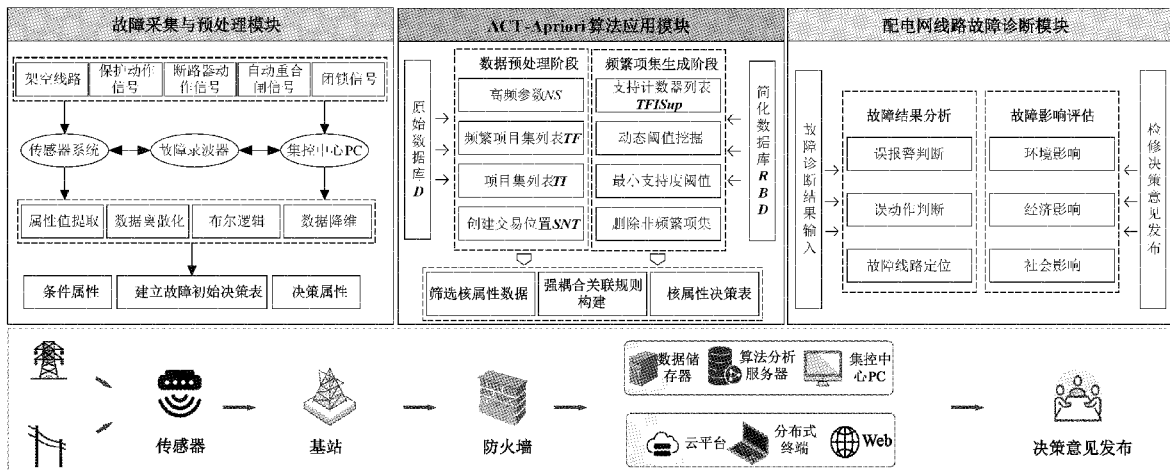 故障采集与预处理模块
架空线路
保护动作
信号
断路器动
作信号
自动重合
闸信号
闭锁信号
传感器系统
故障录波器
集控中心PC
属性值提取
数据离散化
布尔逻辑
数据降维
条件属性
建立故障初始决策表
决策属性
ACT-Apriori算法应用模块
原始数据库D
数据预处理阶段
高频参数NS
频繁项目集列表TF
项目集列表TI
创建交易位置SNT
频繁项集生成阶段
支持计数器列表
TFISup
动态阈值挖掘
最小支持度阈值
删除非频繁项集
简化数据库RBD
筛选核属性数据
强耦合关联规则
构建
核属性决策表
配电网线路故障诊断模块
故障诊断结果输入
故障结果分析
误报警判断
误动作判断
故障线路定位
故障影响评估
环境影响
经济影响
社会影响
检修决策意见发布
传感器
基站
防火墙
数据储
存器
算法分析
服务器
集控中
心PC
云平台
分布式
终端
Web
决策意见发布